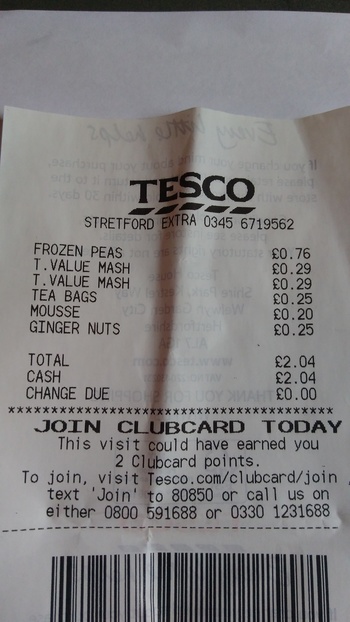 TESCO
STRETFORD EXTRA 0345 6719562
FROZEN PEAS £0.76
T.VALUE MASH £0.29
T.VALUE MASH £0.29
TEA BAGS £0.25
MOUSSE £0.20
GINGER NUTS £0.25
TOTAL £2.04
CASH £2.04
CHANGE DUE £0.00
**********************************
JOIN CLUBCARD TODAY
This visit could have earned you
2 Clubcard points.
To join, visit Tesco.com/clubcard/join ,
text 'Join' to 80850 or call us on
either 0800 591688 or 0330 1231688